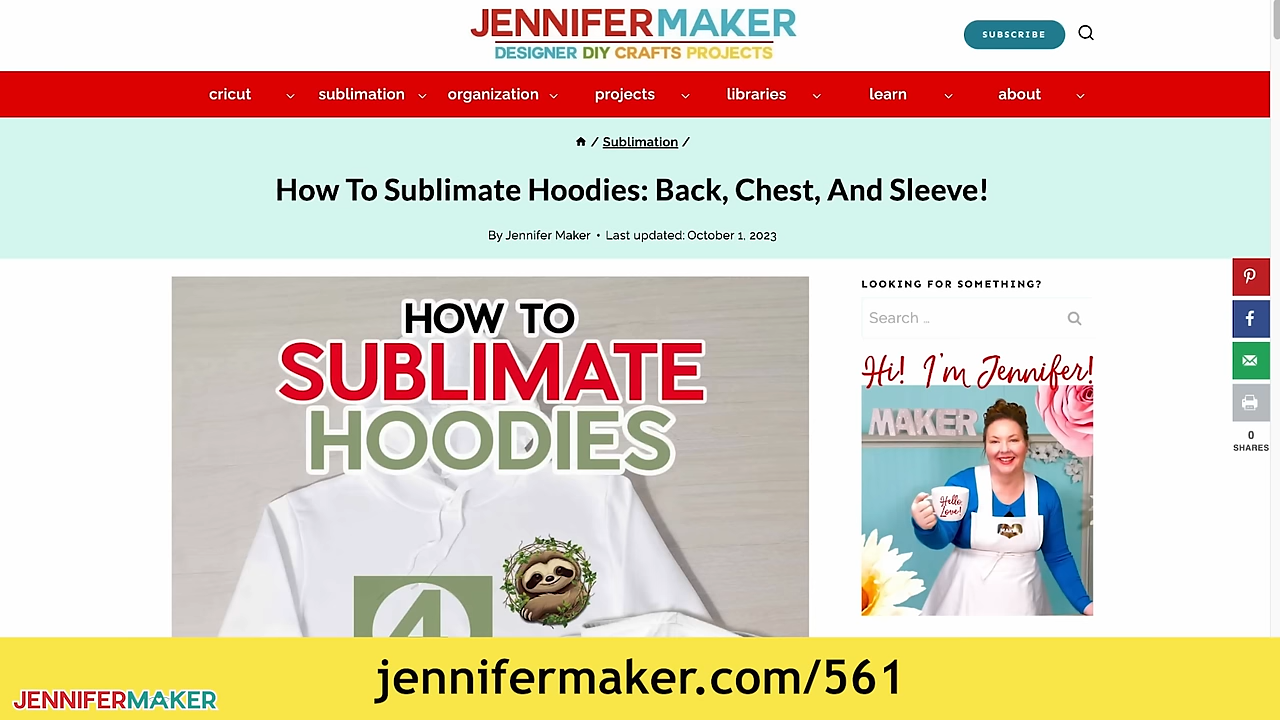 JENNIFERMAKER
DESIGNER DIY CRAFTS PROJECTS
SUBSCRIBE
cricut sublimation organization projects libraries learn about
/ Sublimation /
How To Sublimate Hoodies: Back, Chest, And Sleeve!
By Jennifer Maker • Last updated: October 1, 2023
HOW TO
SUBLIMATE
HOODIES
4
LOOKING FOR SOMETHING?
Search ...
Hi! I'm Jennifer!
MAKER
Hello,
Love!
0
SHARES
jennifermaker.com/561
JENNIFERMAKER